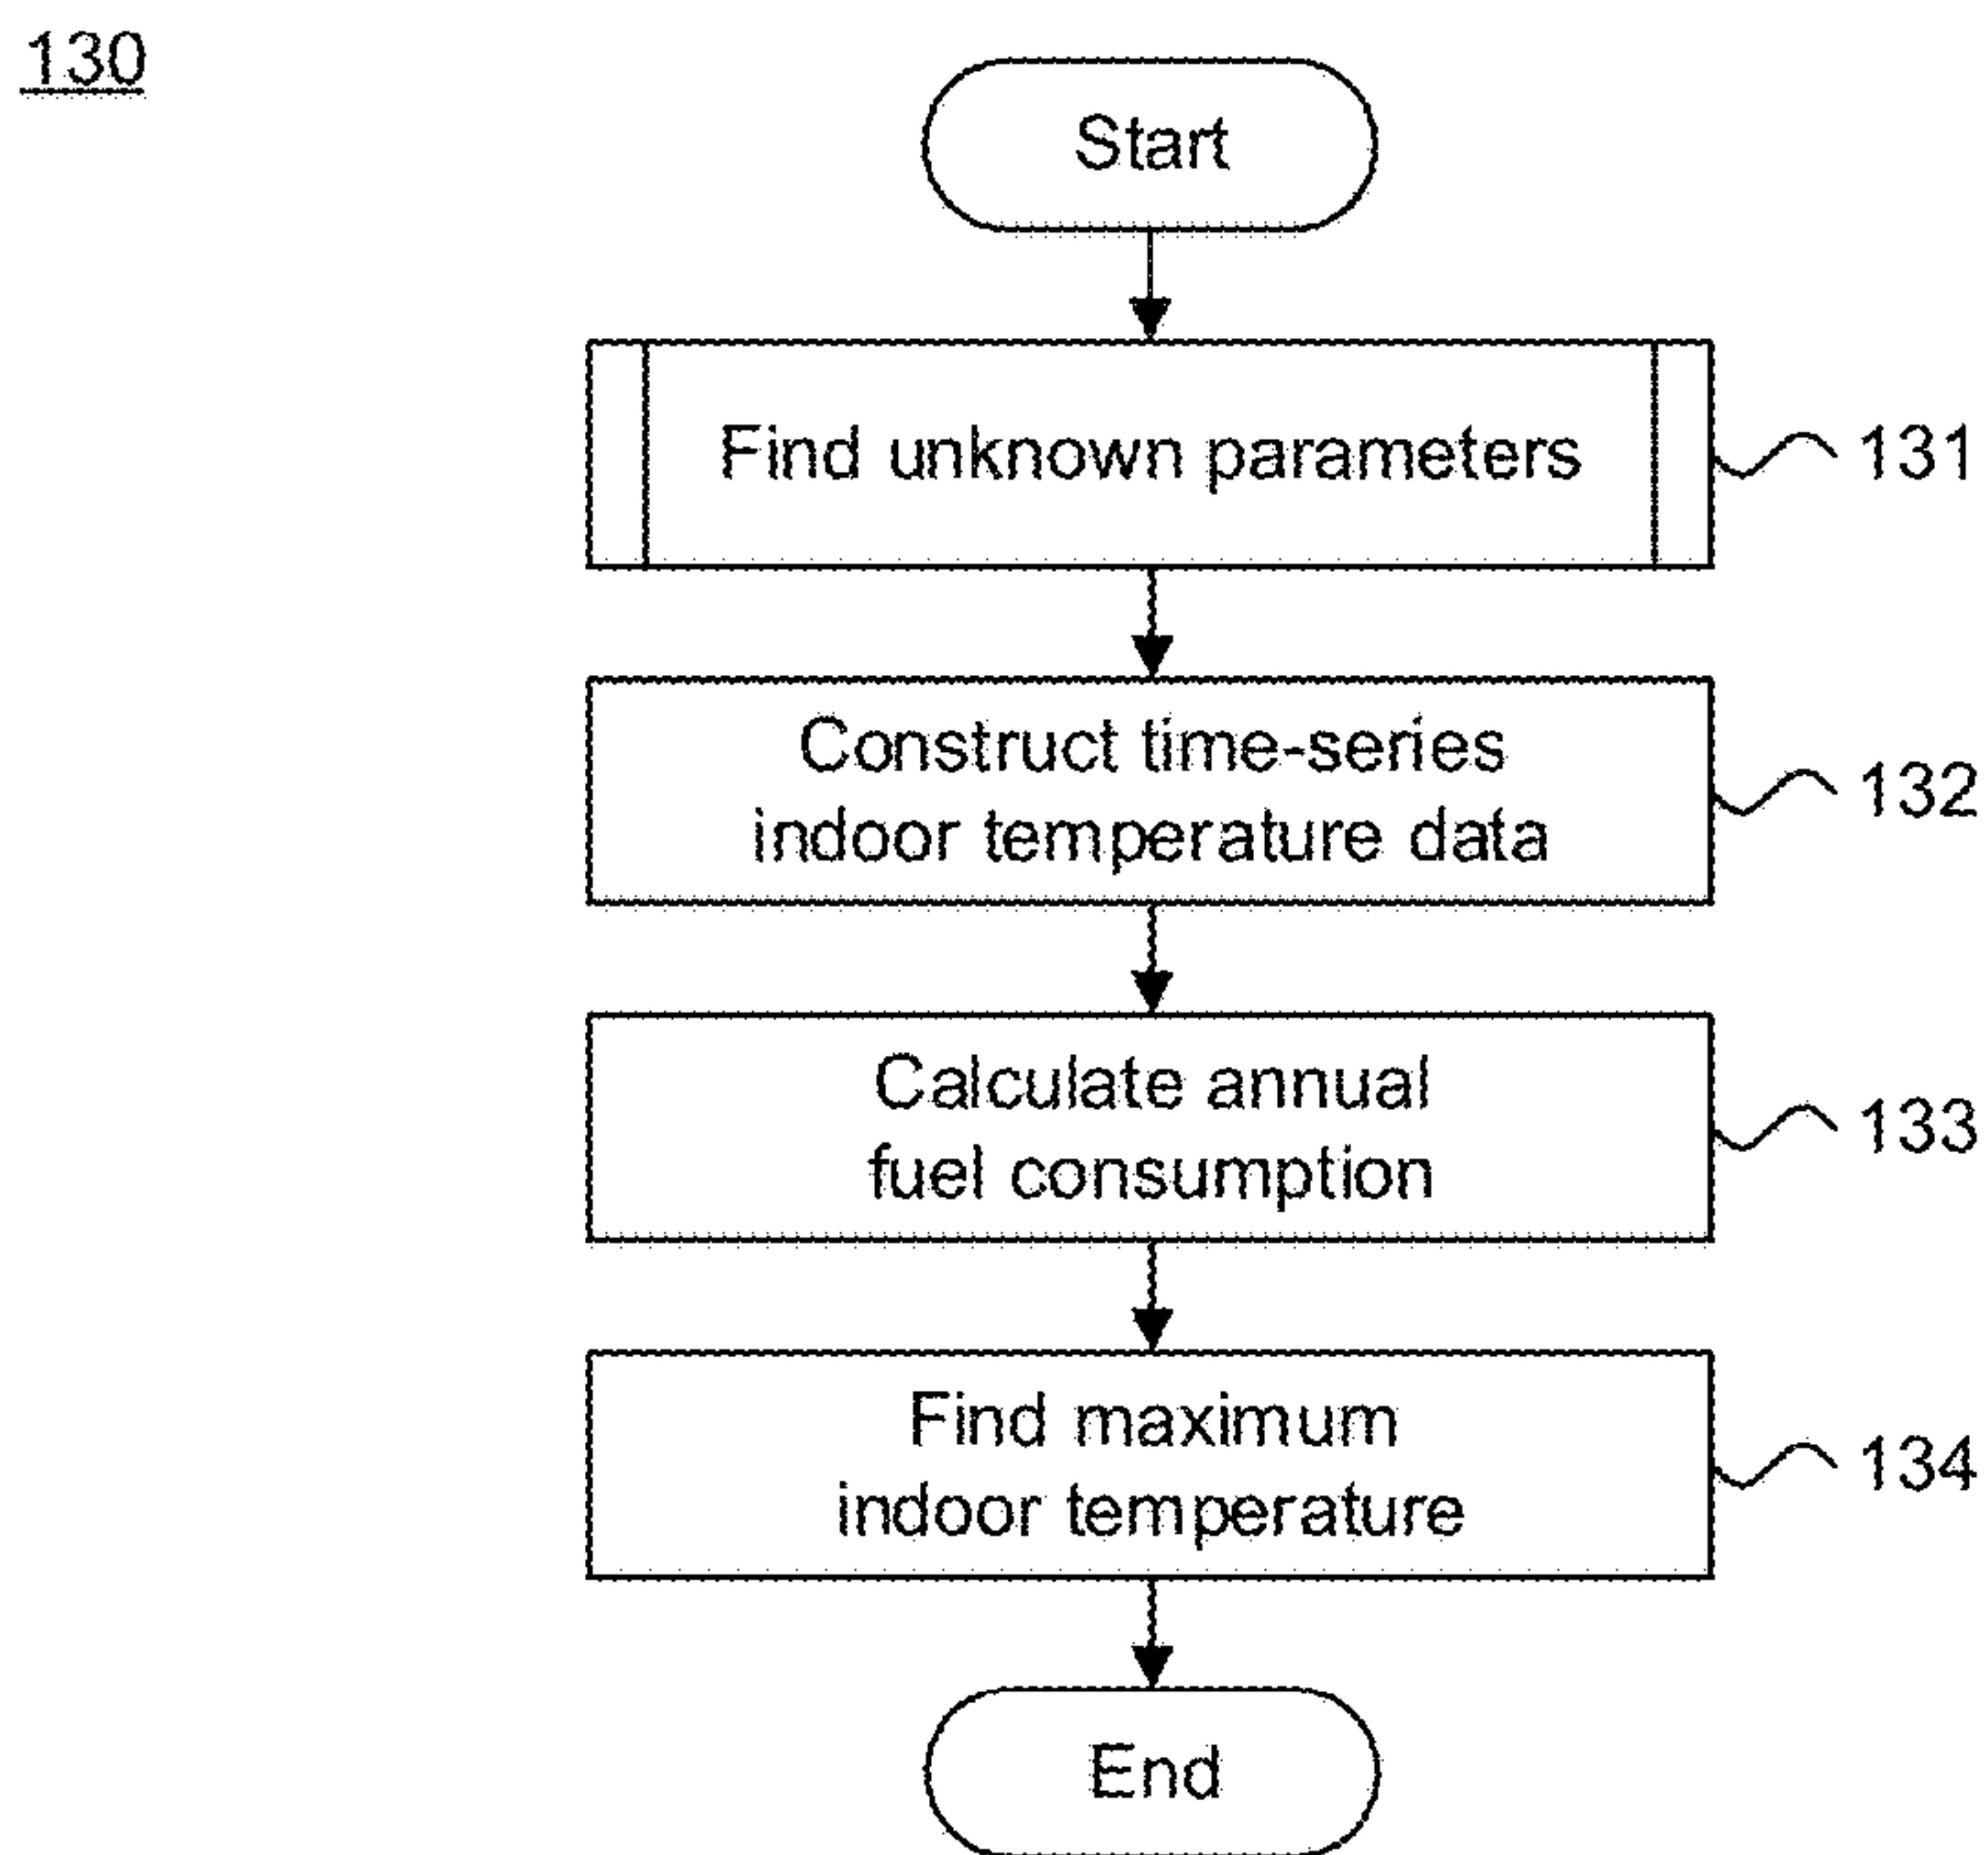 130
Start
Find unknown parameters
131
Construct time-series
indoor temperature data
132
Calculate annual
fuel consumption
133
Find maximum
indoor temperature
134
End